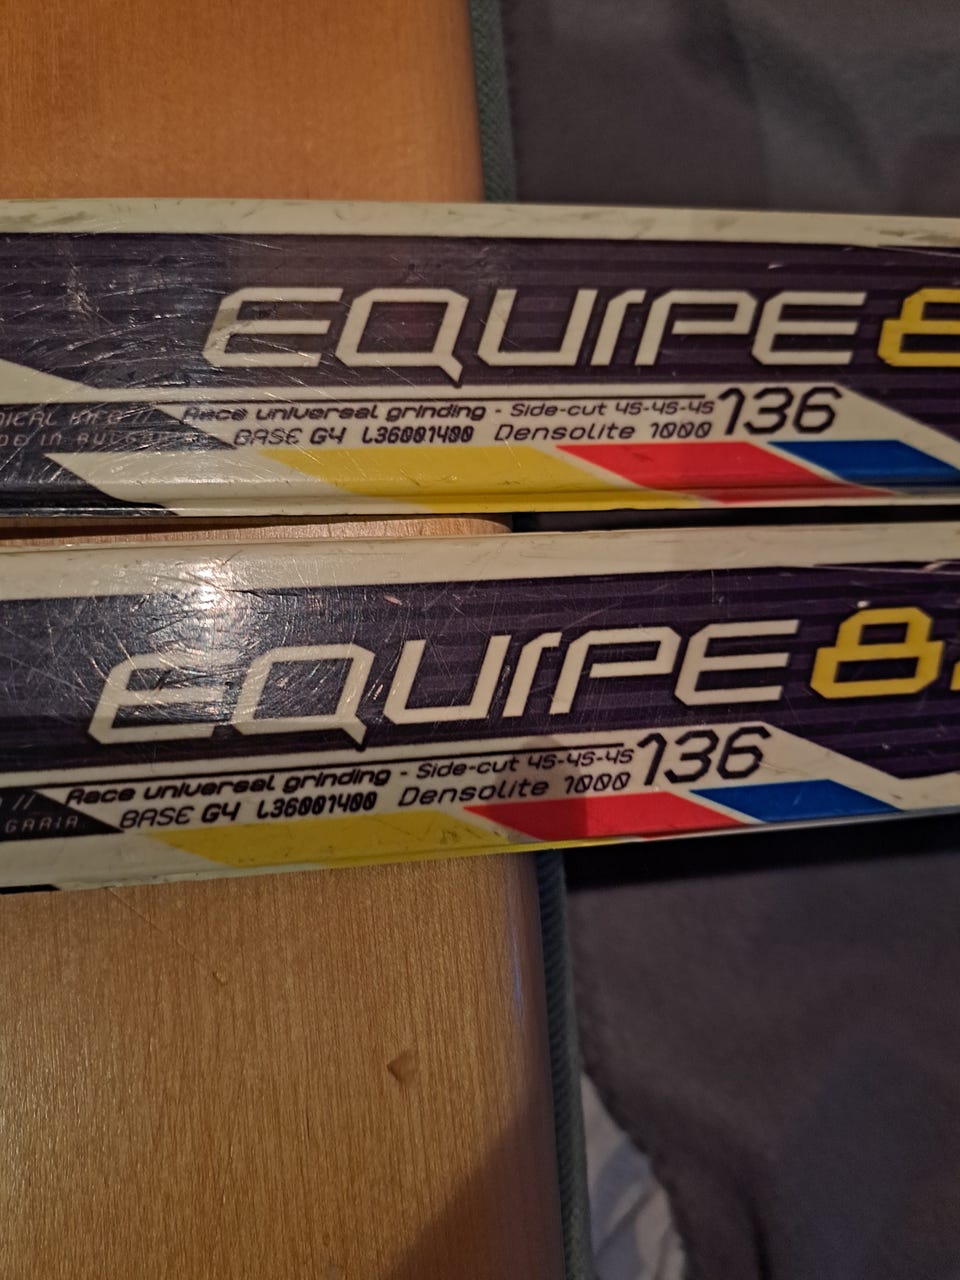 EQUIPE 8
Race universal grinding - Side-cut 45-45-45 136
BASE G4 L36001400 Densolite 1000
EQUIPE 8
Race universal grinding - Side-cut 45-45-45 136
BASE G4 L36001400 Densolite 1000